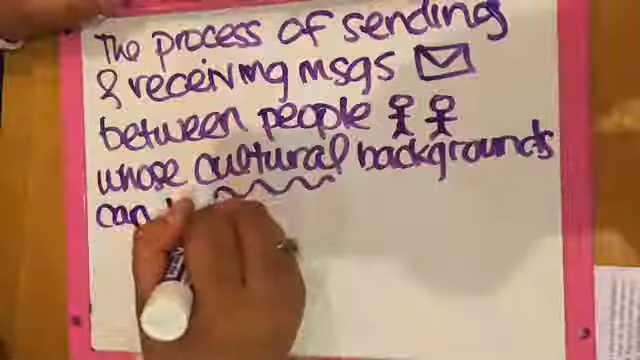 The process of sending
& receiving msgs
between people
whose cultural backgrounds
can